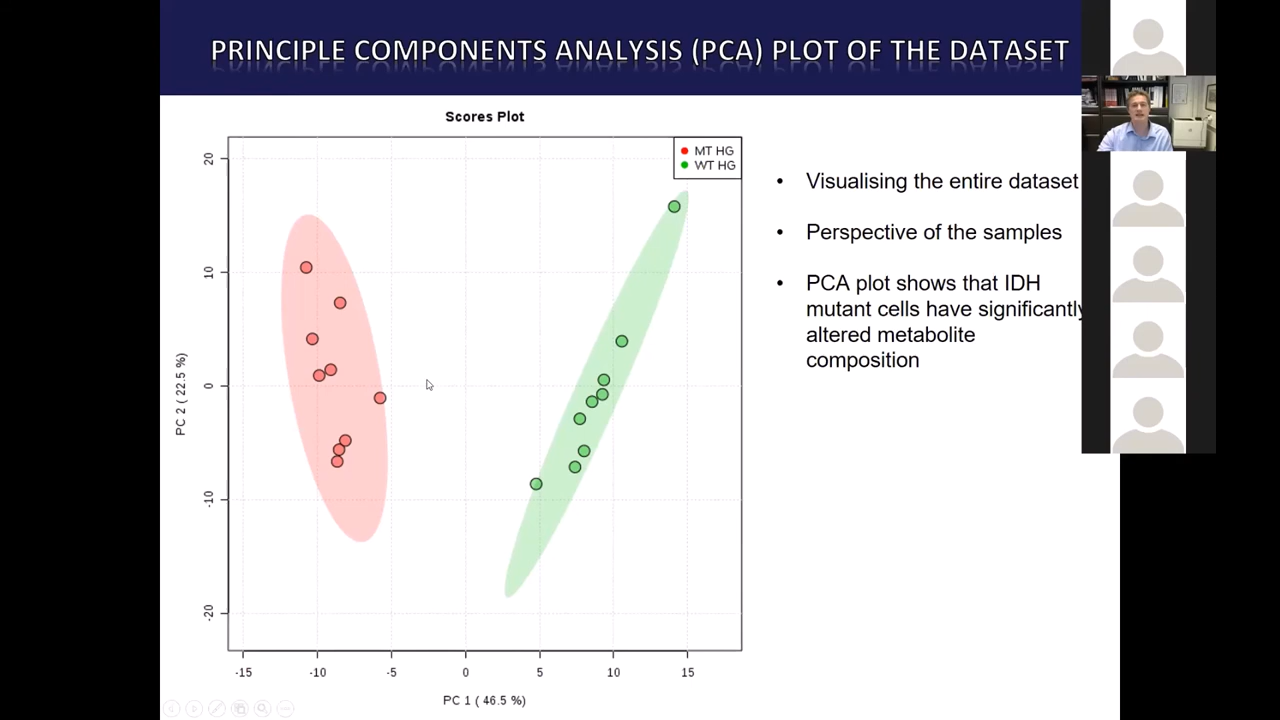 PRINCIPLE COMPONENTS ANALYSIS (PCA) PLOT OF THE DATASET
Scores Plot
MT HG
WT HG
20
10
0
-10
-20
PC 2 ( 22.5 %)
-15 -10 -5 0 5 10 15
PC 1 ( 46.5 %)
• Visualising the entire dataset
• Perspective of the samples
• PCA plot shows that IDH
mutant cells have significantly
altered metabolite
composition